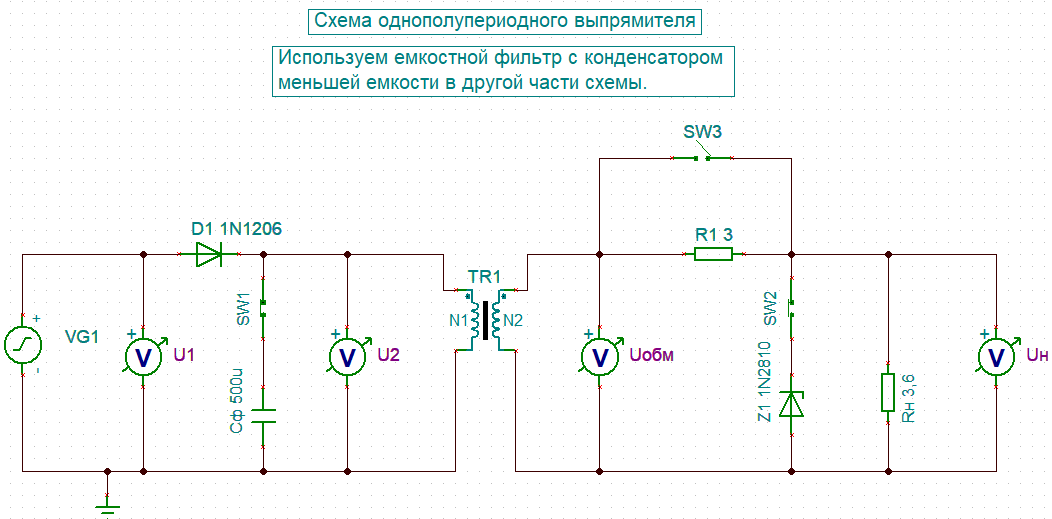 Схема однополупериодного выпрямителя
Используем емкостной фильтр с конденсатором
меньшей емкости в другой части схемы.
SW3
D1 1N1206
R1 3
TR1
SW1
SW2
N1
N2
+
VG1
-
+
V
U1
+
V
U2
+
V
Uобм
+
V
Uн
Cф 500u
Z1 1N2810
Rн 3,6